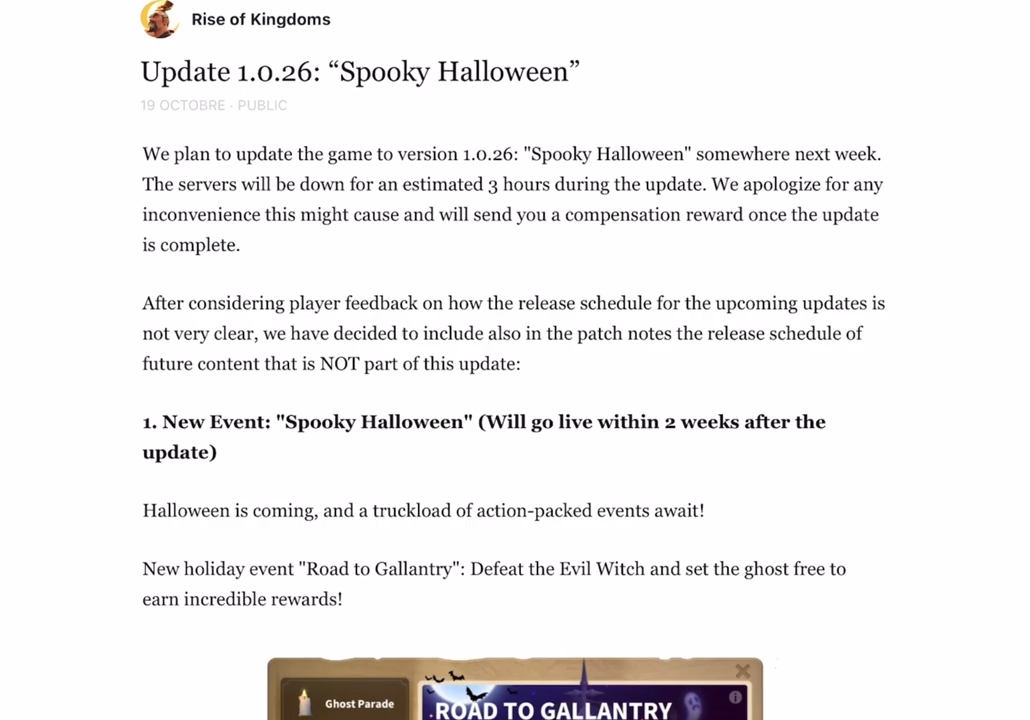 Rise of Kingdoms
Update 1.0.26: “Spooky Halloween”
19 OCTOBRE · PUBLIC
We plan to update the game to version 1.0.26: "Spooky Halloween" somewhere next week.
The servers will be down for an estimated 3 hours during the update. We apologize for any
inconvenience this might cause and will send you a compensation reward once the update
is complete.
After considering player feedback on how the release schedule for the upcoming updates is
not very clear, we have decided to include also in the patch notes the release schedule of
future content that is NOT part of this update:
1. New Event: "Spooky Halloween" (Will go live within 2 weeks after the
update)
Halloween is coming, and a truckload of action-packed events await!
New holiday event "Road to Gallantry": Defeat the Evil Witch and set the ghost free to
earn incredible rewards!
Ghost Parade
ROAD TO GALLANTRY